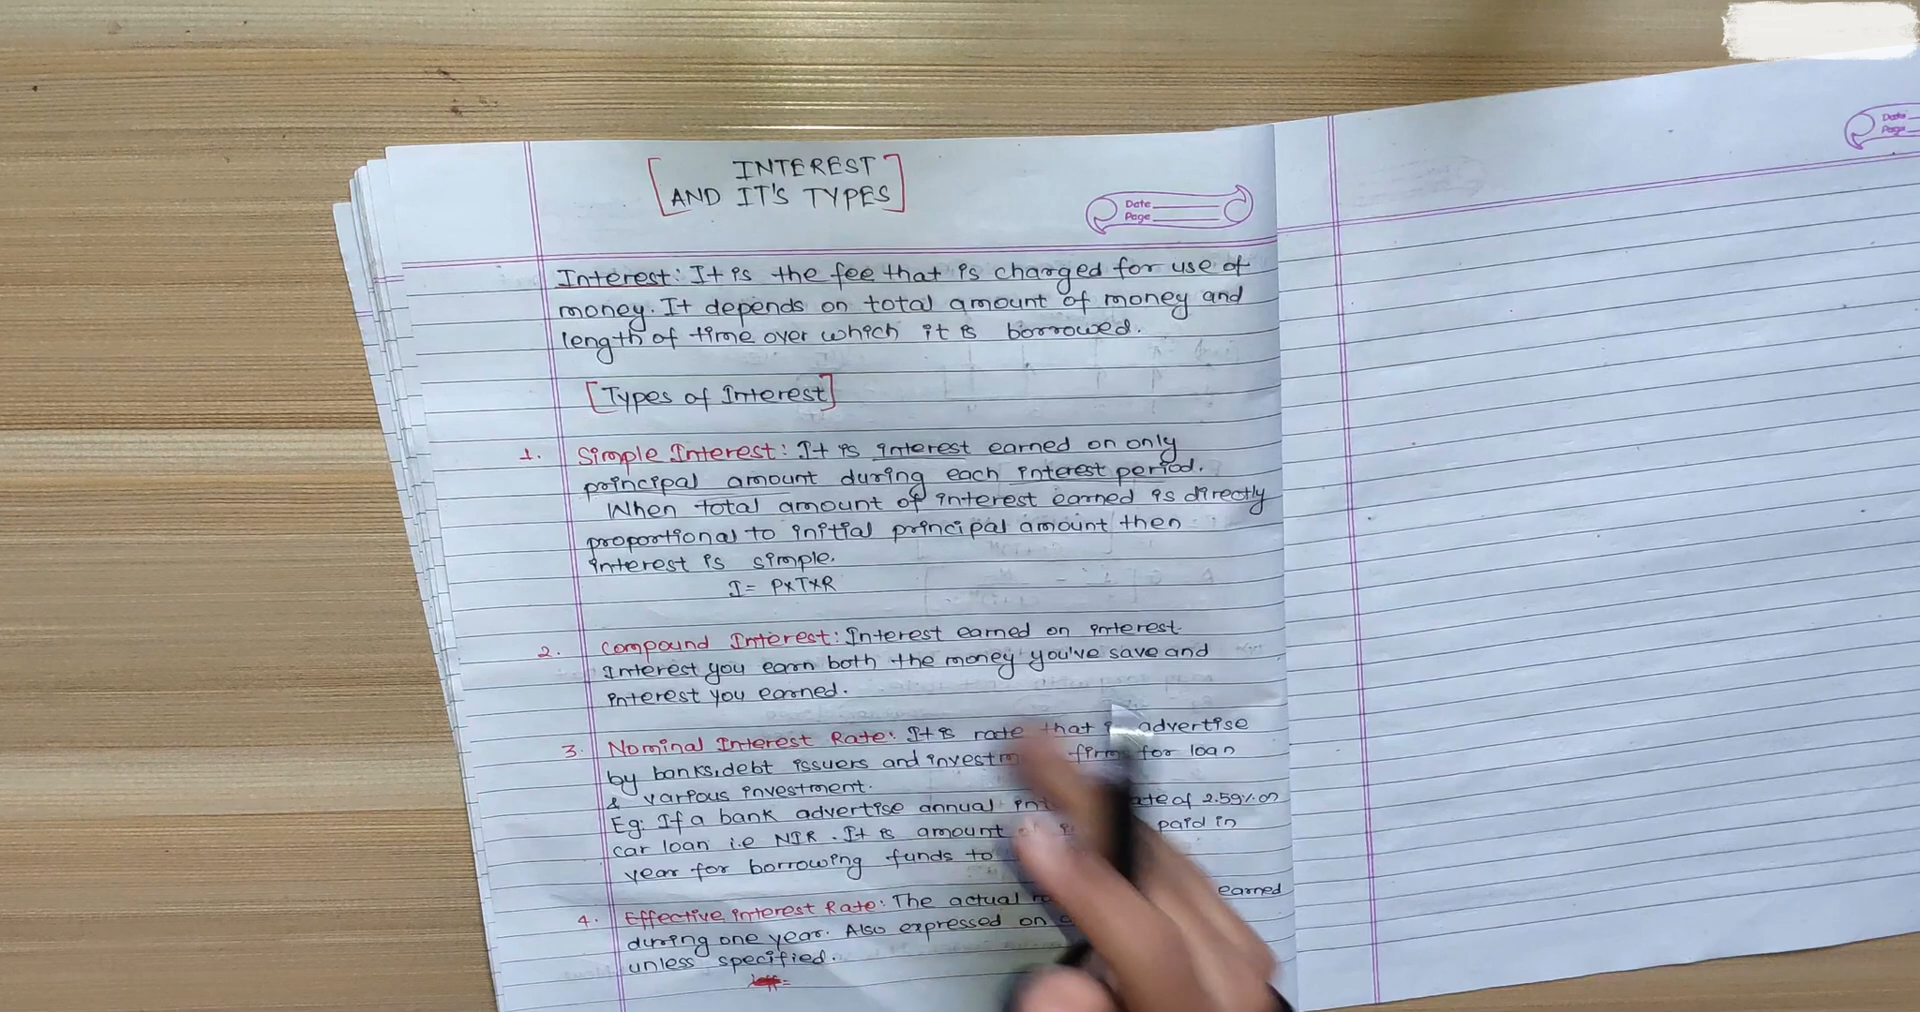 INTEREST
AND IT'S TYPES
Date
Page
Date
Page
Interest: It is the fee that is charged for use of
money. It depends on total amount of money and
length of time over which it is borrowed.
[Types of Interest]
1. Simple Interest: It is interest earned on only
principal amount during each interest period.
When total amount of interest earned is directly
proportional to initial principal amount then
interest is simple.
I = P×T×R
2. Compound Interest: Interest earned on interest.
Interest you earn both the money you've save and
interest you earned.
3. Nominal Interest Rate: It is rate that advertise
by banks, debt issuers and for loan
& various investment.
Eg: If a bank advertise annual of 2.59% on
car loan i.e NIR. It is amount paid in
year for borrowing funds to
4. Effective interest Rate: The actual earned
during one year. Also expressed on
unless specified.